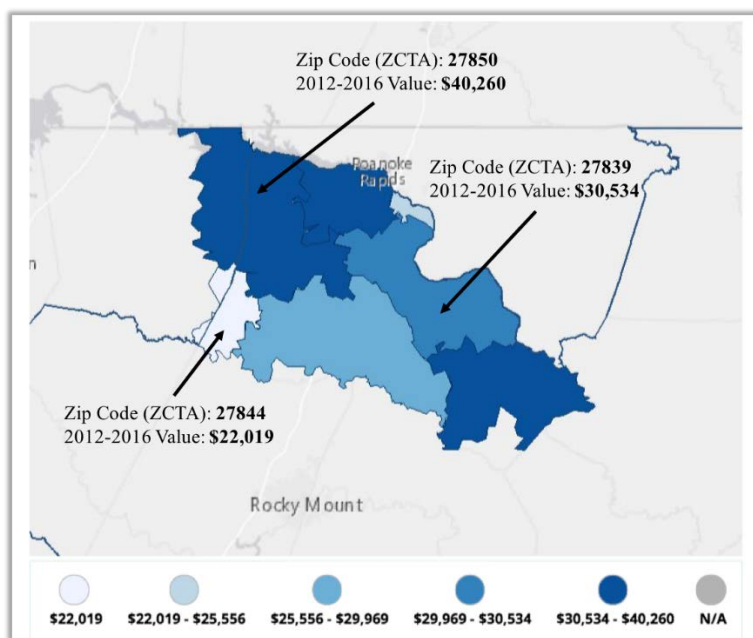 Zip Code (ZCTA): 27850
2012-2016 Value: $40,260
Roanoke
Rapids
Zip Code (ZCTA): 27839
2012-2016 Value: $30,534
n
Zip Code (ZCTA): 27844
2012-2016 Value: $22,019
Rocky Mount
$22,019 $22,019 - $25,556 $25,556 - $29,969 $29,969 - $30,534 $30,534 - $40,260 N/A